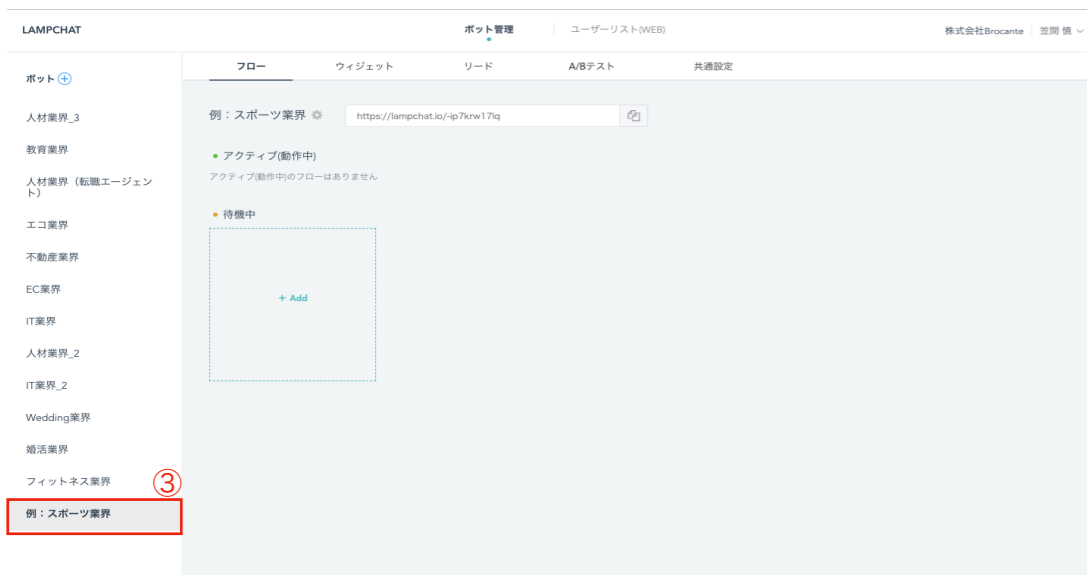 LAMPCHAT
ボット管理
ユーザーリスト(WEB)
株式会社Brocante
笠間 慎
ボット
フロー
ウィジェット
リード
A/Bテスト
共通設定
人材業界_3
教育業界
人材業界（転職エージェン
ト）
エコ業界
不動産業界
EC業界
IT業界
人材業界_2
IT業界_2
Wedding業界
婚活業界
フィットネス業界
③
例：スポーツ業界
例：スポーツ業界
https://lampchat.io/-ip7krw17lq
アクティブ(動作中)
アクティブ(動作中)のフローはありません
待機中
+ Add